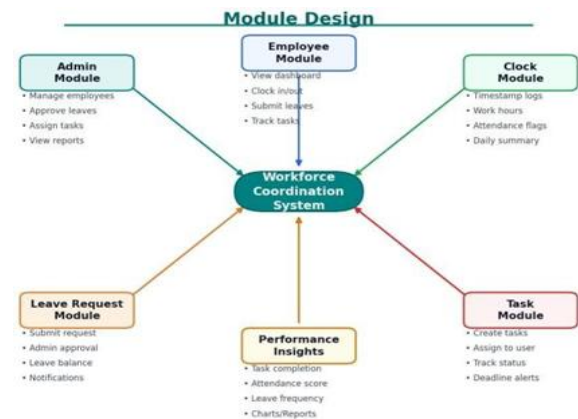 Module Design
Admin
Module
• Manage employees
• Approve leaves
• Assign tasks
• View reports
Employee
Module
• View dashboard
• Clock in/out
• Submit leaves
• Track tasks
Clock
Module
• Timestamp logs
• Work hours
• Attendance flags
• Daily summary
Workforce
Coordination
System
Leave Request
Module
• Submit request
• Admin approval
• Leave balance
• Notifications
Performance
Insights
• Task completion
• Attendance score
• Leave frequency
• Charts/Reports
Task
Module
• Create tasks
• Assign to user
• Track status
• Deadline alerts